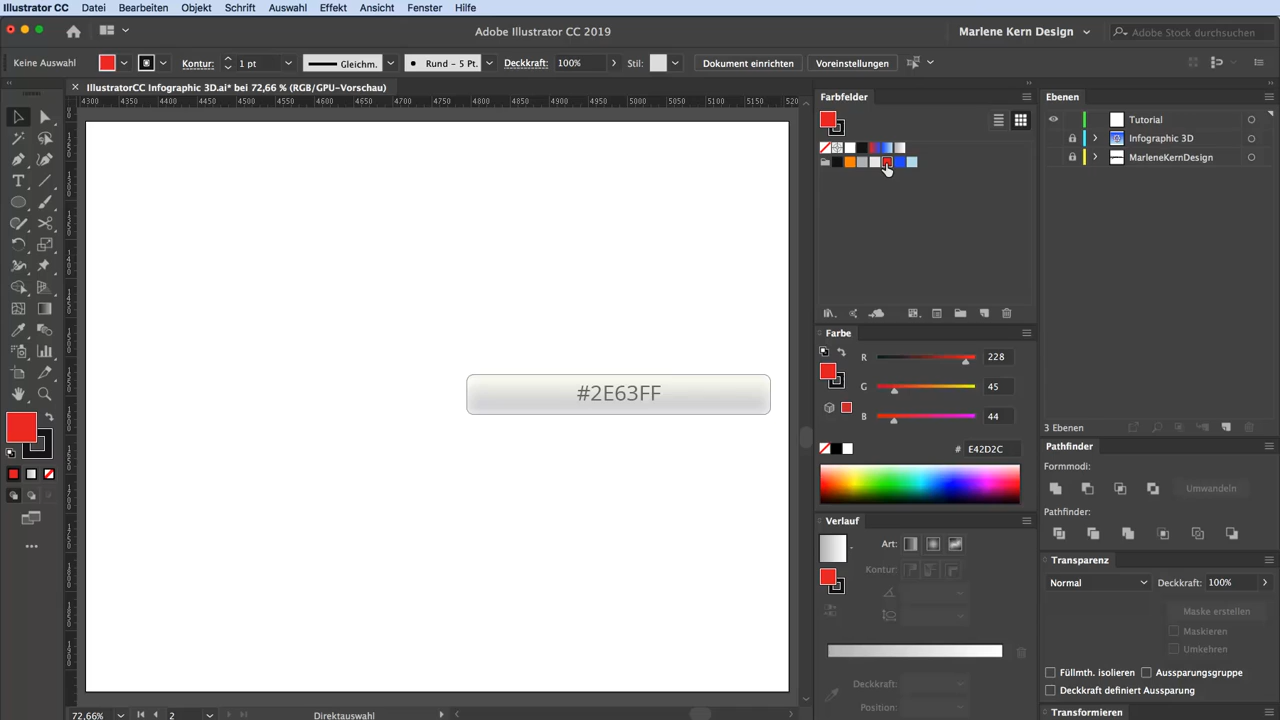 Illustrator CC Datei Bearbeiten Objekt Schrift Auswahl Effekt Ansicht Fenster Hilfe
Adobe Illustrator CC 2019
Marlene Kern Design
Adobe Stock durchsuchen
Keine Auswahl
Kontur:
1 pt
Gleichm.
Rund - 5 Pt.
Deckkraft:
100%
Stil:
Dokument einrichten
Voreinstellungen
IllustratorCC Infographic 3D.ai* bei 72,66 % (RGB/GPU-Vorschau)
4300 4350 4400 4450 4500 4550 4600 4650 4700 4750 4800 4850 4900 4950 5000 5050 5100 5150 520
#2E63FF
72,66%
2
Direktauswahl
Farbfelder
Farbe
R
228
G
45
B
44
#
E42D2C
Verlauf
Art:
Kontur:
Deckkraft:
Position:
Ebenen
Tutorial
Infographic 3D
MarleneKernDesign
3 Ebenen
Pathfinder
Formmodi:
Umwandeln
Pathfinder:
Transparenz
Normal
Deckkraft:
100%
Maske erstellen
Maskieren
Umkehren
Füllmth. isolieren
Aussparungsgruppe
Deckkraft definiert Aussparung
Transformieren